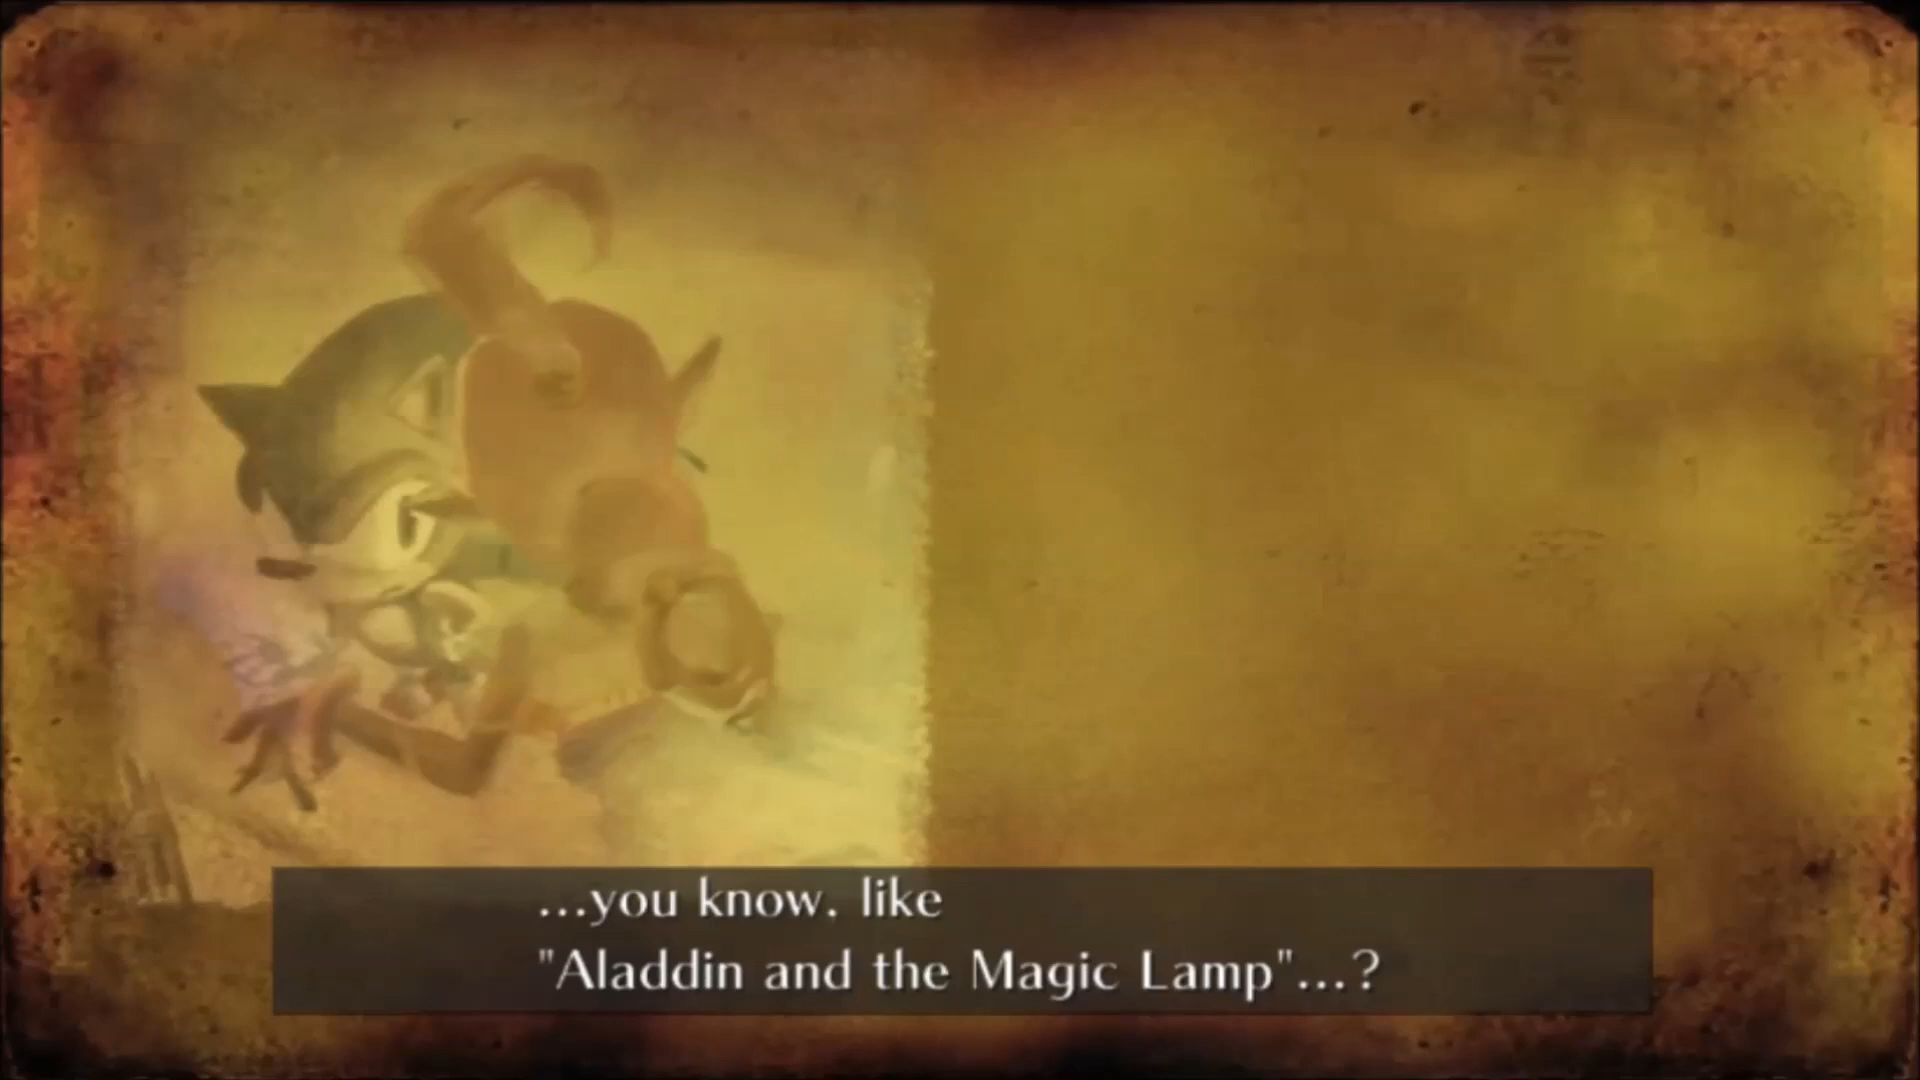 ...you know. like
"Aladdin and the Magic Lamp"...?